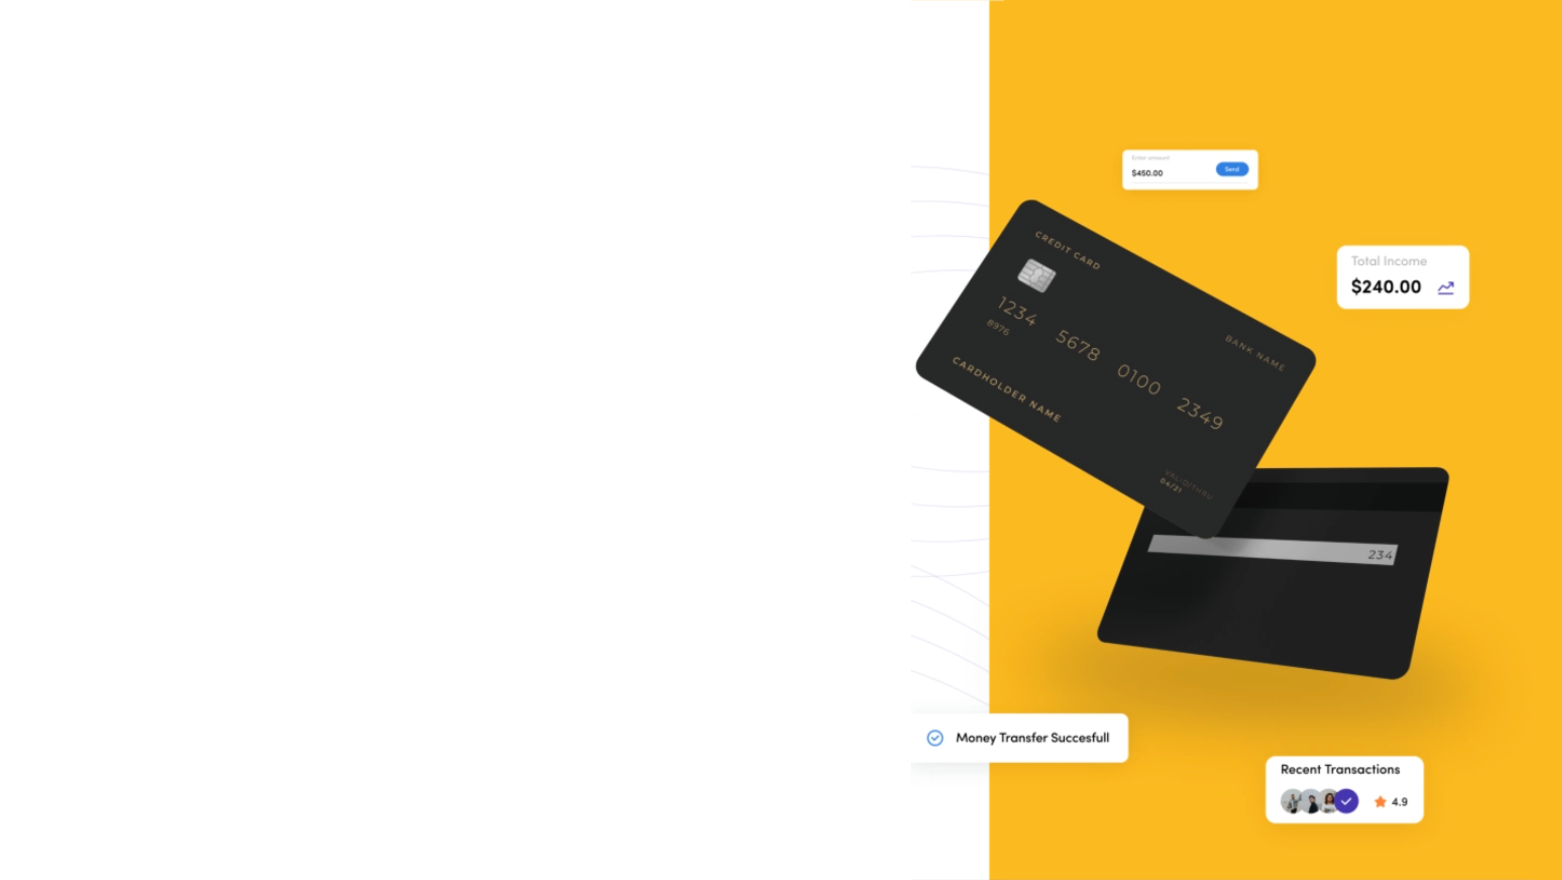 Enter amount
$450.00
Send
Total Income
$240.00
CREDIT CARD
1234 5678 0100 2349
8976
BANK NAME
CARDHOLDER NAME
VALID THRU
04/21
234
Money Transfer Succesfull
Recent Transactions
4.9